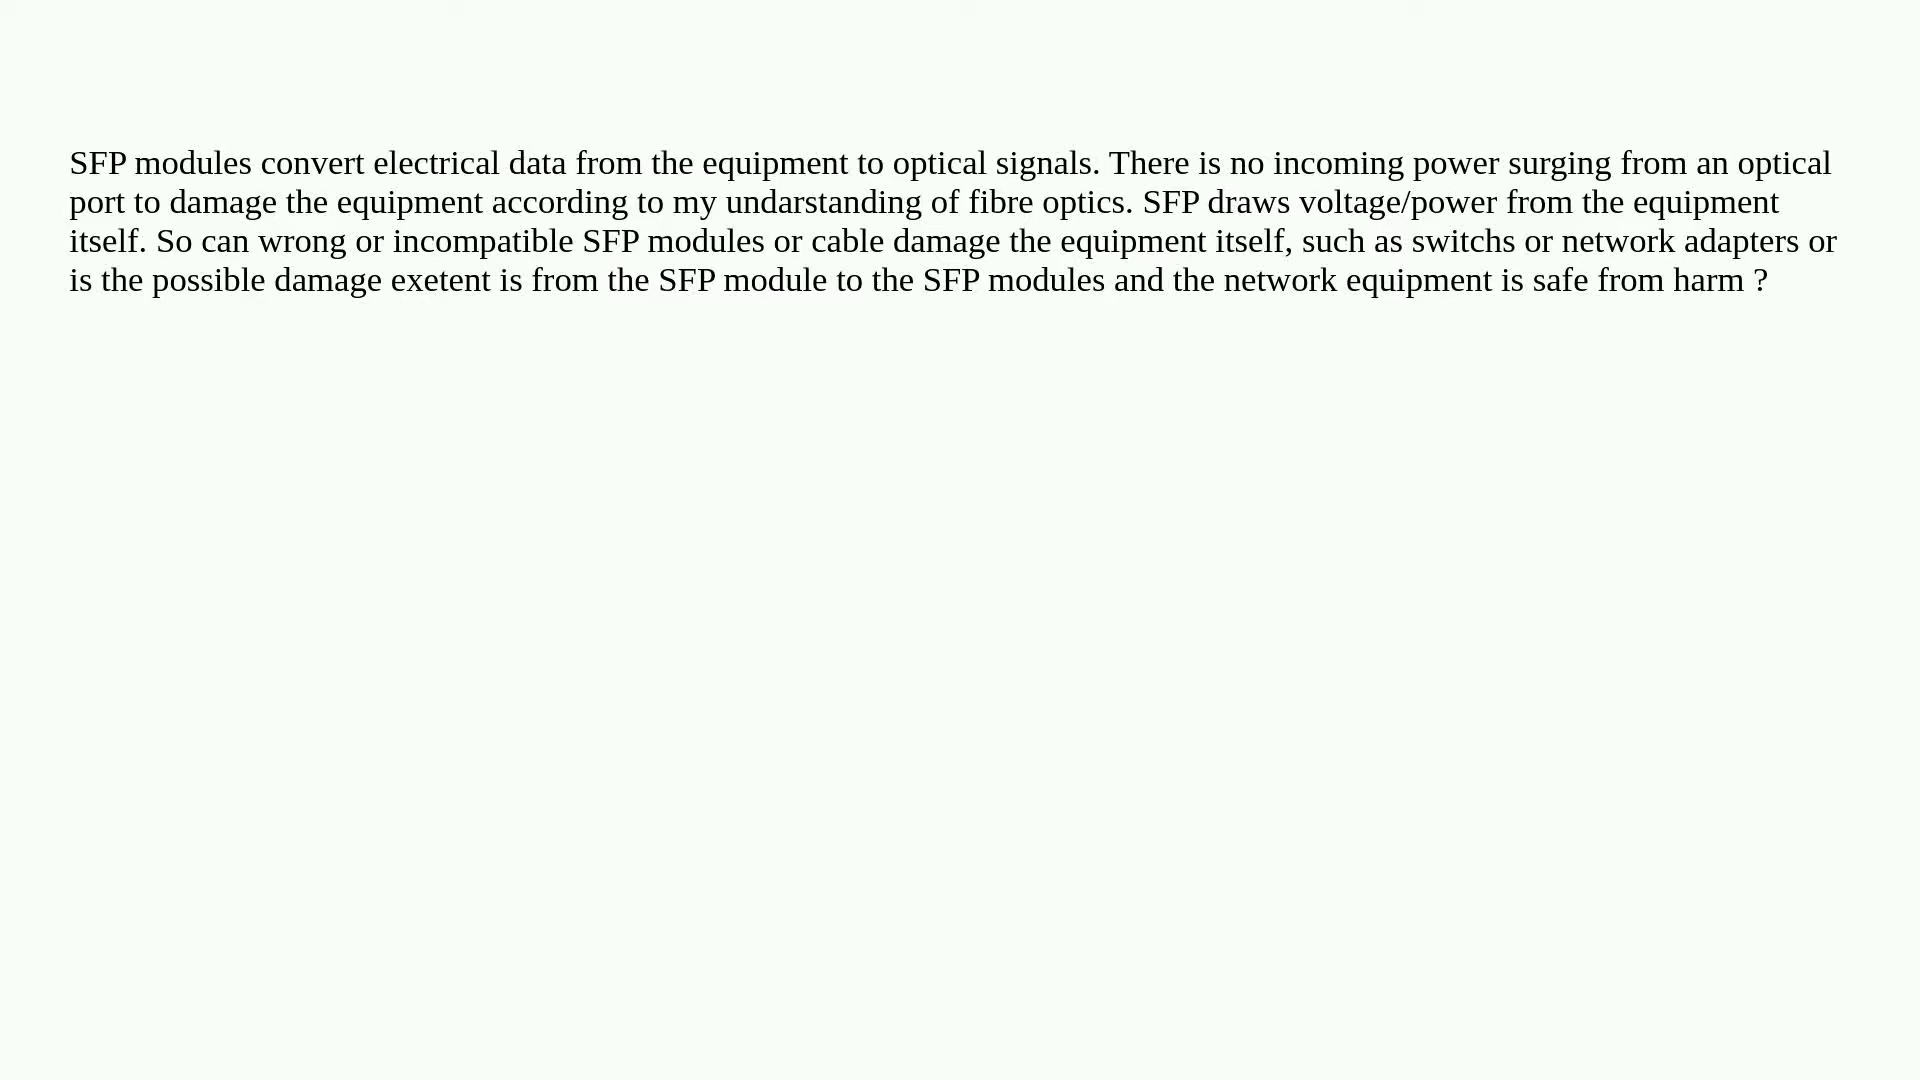 SFP modules convert electrical data from the equipment to optical signals. There is no incoming power surging from an optical
port to damage the equipment according to my undarstanding of fibre optics. SFP draws voltage/power from the equipment
itself. So can wrong or incompatible SFP modules or cable damage the equipment itself, such as switchs or network adapters or
is the possible damage exetent is from the SFP module to the SFP modules and the network equipment is safe from harm ?